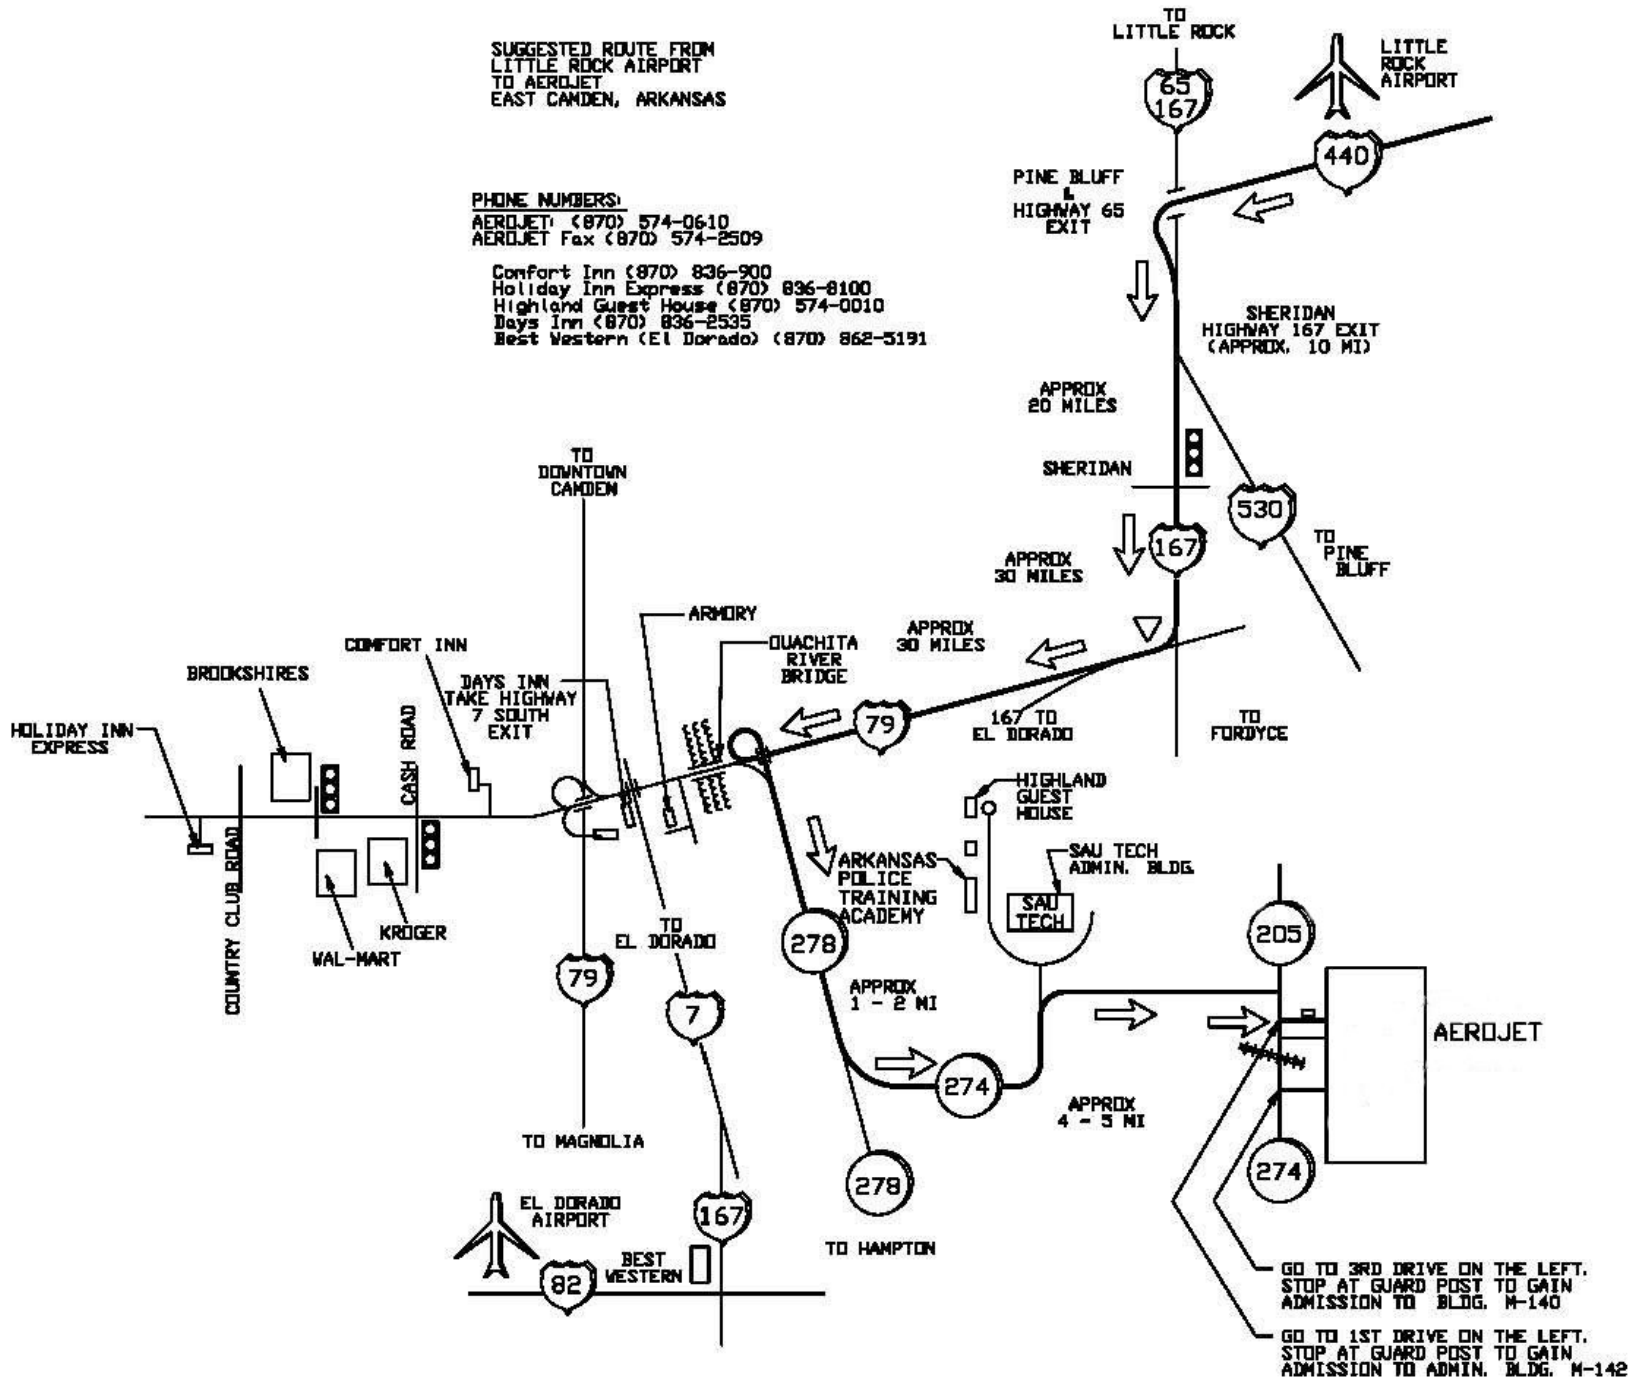 SUGGESTED ROUTE FROM
LITTLE ROCK AIRPORT
TO AEROJET
EAST CAMDEN, ARKANSAS
PHONE NUMBERS:
AEROJET: (870) 574-0610
AEROJET Fax (870) 574-2509
Comfort Inn (870) 836-900
Holiday Inn Express (870) 836-8100
Highland Guest House (870) 574-0010
Days Inn (870) 836-2535
Best Western (El Dorado) (870) 862-5191
TO
LITTLE ROCK
65
167
LITTLE
ROCK
AIRPORT
440
PINE BLUFF
&
HIGHWAY 65
EXIT
SHERIDAN
HIGHWAY 167 EXIT
(APPROX. 10 MI)
APPROX
20 MILES
SHERIDAN
530
TO
PINE
BLUFF
167
APPROX
30 MILES
APPROX
30 MILES
167 TO
EL DORADO
TO
FORDYCE
79
TO
DOWNTOWN
CAMDEN
ARMORY
OUACHITA
RIVER
BRIDGE
COMFORT INN
DAYS INN
TAKE HIGHWAY
7 SOUTH
EXIT
BROOKSHIRES
HOLIDAY INN
EXPRESS
CASH ROAD
COUNTRY CLUB ROAD
KROGER
WAL-MART
HIGHLAND
GUEST
HOUSE
ARKANSAS
POLICE
TRAINING
ACADEMY
SAU TECH
ADMIN. BLDG.
SAU
TECH
278
TO
EL DORADO
79
7
APPROX
1 - 2 MI
205
AEROJET
274
APPROX
4 - 5 MI
274
TO MAGNOLIA
278
TO HAMPTON
EL DORADO
AIRPORT
167
BEST
WESTERN
82
GO TO 3RD DRIVE ON THE LEFT.
STOP AT GUARD POST TO GAIN
ADMISSION TO BLDG. M-140
GO TO 1ST DRIVE ON THE LEFT.
STOP AT GUARD POST TO GAIN
ADMISSION TO ADMIN. BLDG. M-142